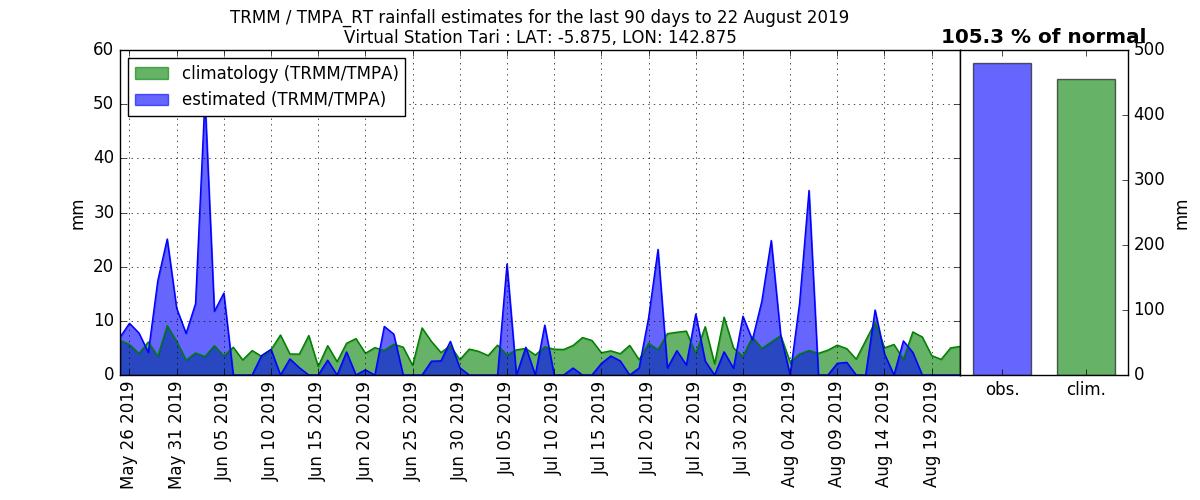 TRMM / TMPA_RT rainfall estimates for the last 90 days to 22 August 2019
Virtual Station Tari : LAT: -5.875, LON: 142.875
105.3 % of normal
climatology (TRMM/TMPA)
estimated (TRMM/TMPA)
60
50
40
30
20
10
0
mm
May 26 2019
May 31 2019
Jun 05 2019
Jun 10 2019
Jun 15 2019
Jun 20 2019
Jun 25 2019
Jun 30 2019
Jul 05 2019
Jul 10 2019
Jul 15 2019
Jul 20 2019
Jul 25 2019
Jul 30 2019
Aug 04 2019
Aug 09 2019
Aug 14 2019
Aug 19 2019
obs.
clim.
500
400
300
200
100
0
mm